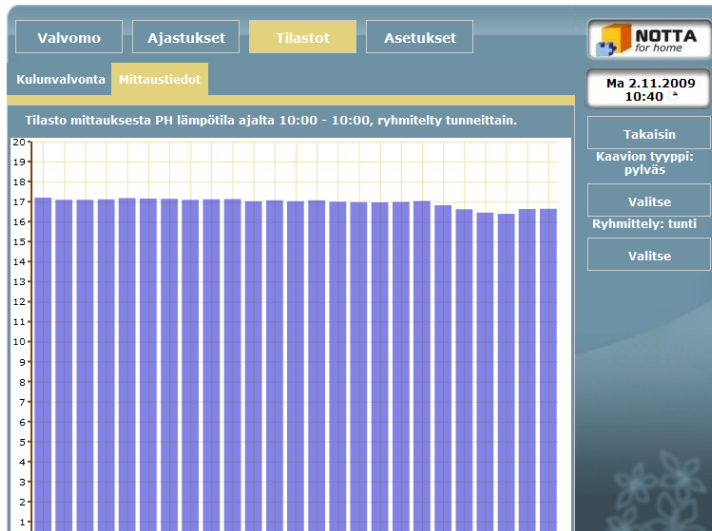 Valvomo
Ajastukset
Tilastot
Asetukset
NOTTA
for home
Kulunvalvonta
Mittaustiedot
Ma 2.11.2009
10:40
Tilasto mittauksesta PH lämpötila ajalta 10:00 - 10:00, ryhmitelty tunneittain.
Takaisin
Kaavion tyyppi:
pylväs
Valitse
Ryhmittely: tunti
Valitse
20
19
18
17
16
15
14
13
12
11
10
9
8
7
6
5
4
3
2
1